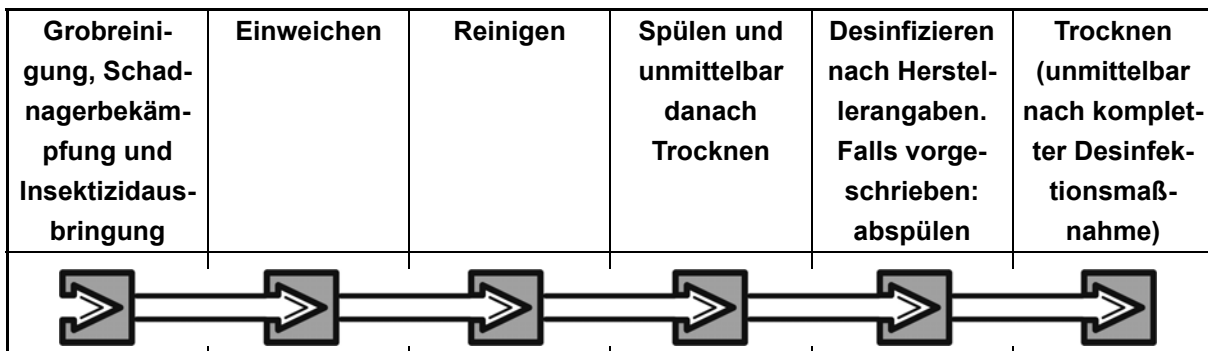 Grobreini-
gung, Schad-
nagerbekäm-
pfung und
Insektizidaus-
bringung
Einweichen
Reinigen
Spülen und
unmittelbar
danach
Trocknen
Desinfizieren
nach Herstel-
lerangaben.
Falls vorge-
schrieben:
abspülen
Trocknen
(unmittelbar
nach komplet-
ter Desinfek-
tionsmaß-
nahme)